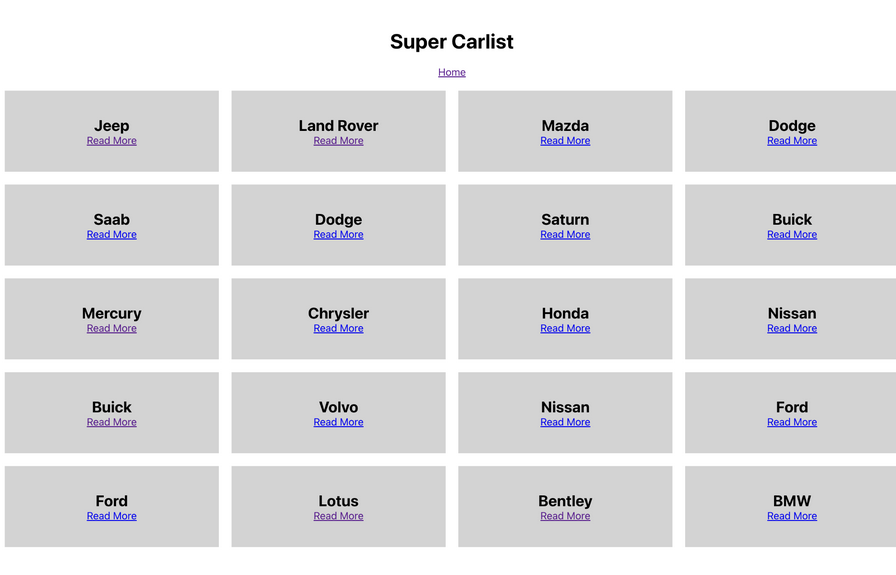 Super Carlist
Home
Jeep
Read More
Land Rover
Read More
Mazda
Read More
Dodge
Read More
Saab
Read More
Dodge
Read More
Saturn
Read More
Buick
Read More
Mercury
Read More
Chrysler
Read More
Honda
Read More
Nissan
Read More
Buick
Read More
Volvo
Read More
Nissan
Read More
Ford
Read More
Ford
Read More
Lotus
Read More
Bentley
Read More
BMW
Read More